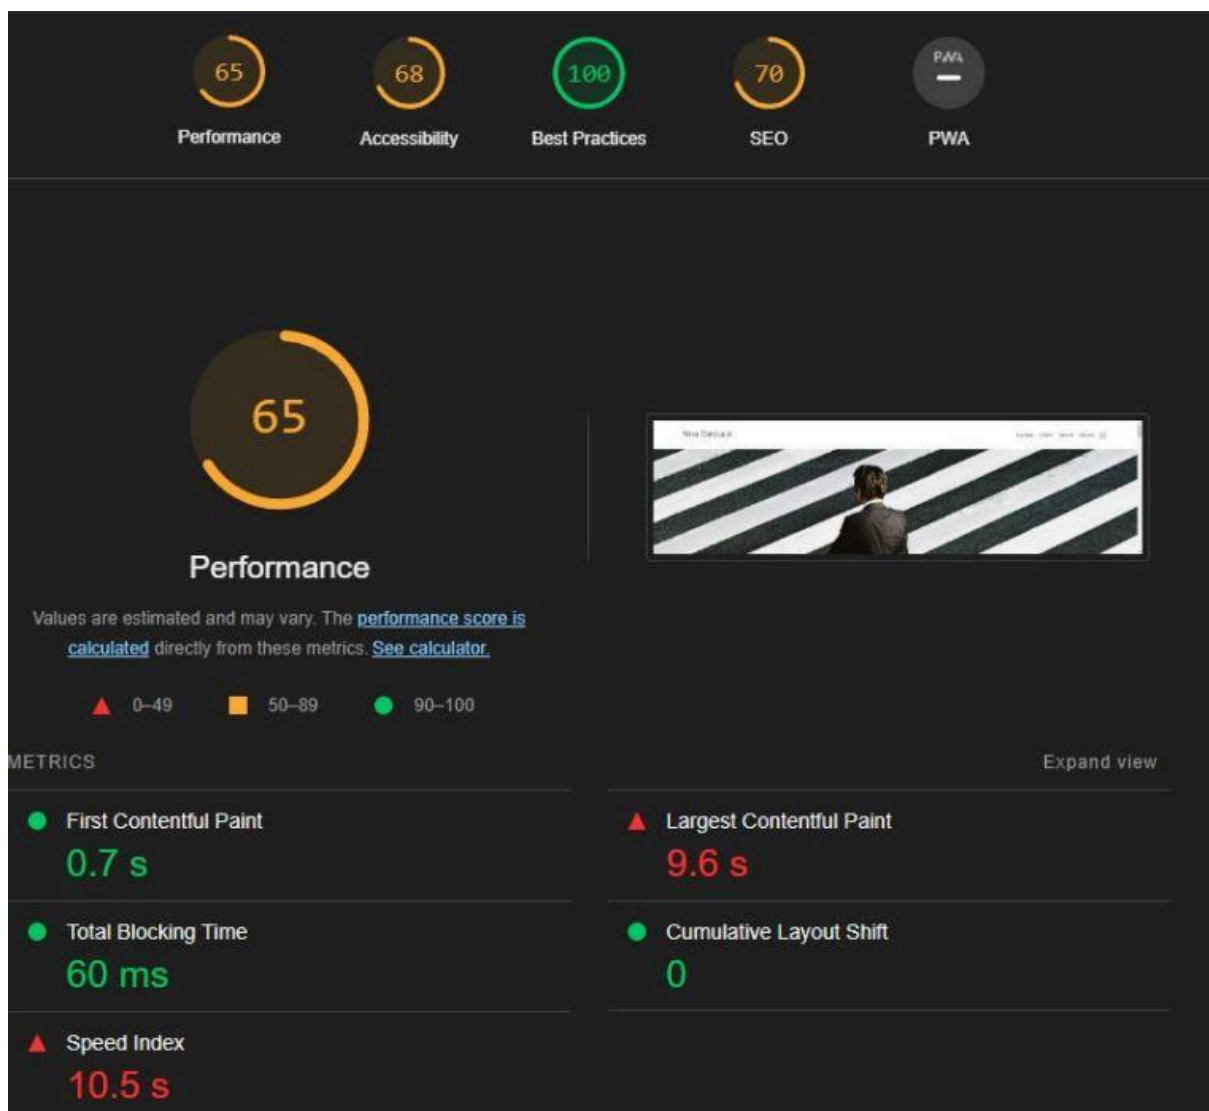 65
68
100
70
PWA
Performance
Accessibility
Best Practices
SEO
PWA
65
Performance
Values are estimated and may vary. The performance score is
calculated directly from these metrics. See calculator.
0–49
50–89
90–100
METRICS
Expand view
First Contentful Paint
0.7 s
Largest Contentful Paint
9.6 s
Total Blocking Time
60 ms
Cumulative Layout Shift
0
Speed Index
10.5 s